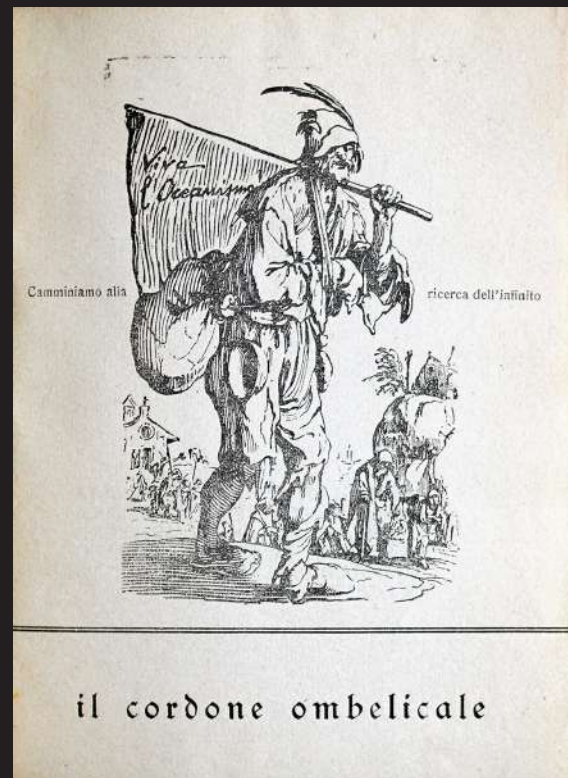 Viva
l'Oceanismo
Camminiamo alla
ricerca dell'infinito
il cordone ombelicale